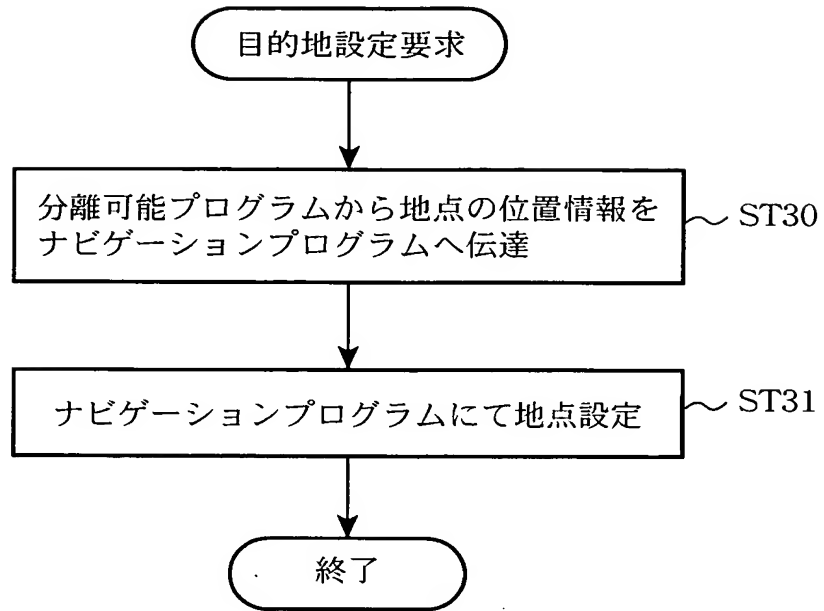 目的地設定要求
分離可能プログラムから地点の位置情報を
ナビゲーションプログラムへ伝達
ST30
ナビゲーションプログラムにて地点設定
ST31
終了